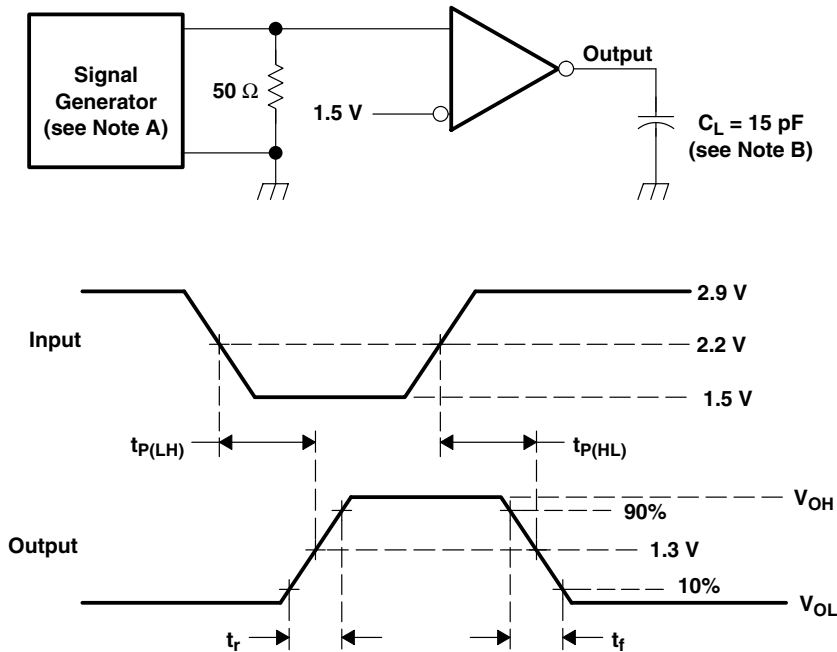 Signal
Generator
(see Note A)
50 Ω
1.5 V
Output
C_L = 15 pF
(see Note B)
Input
2.9 V
2.2 V
1.5 V
t_P(LH)
t_P(HL)
Output
V_OH
90%
1.3 V
10%
V_OL
t_r
t_f